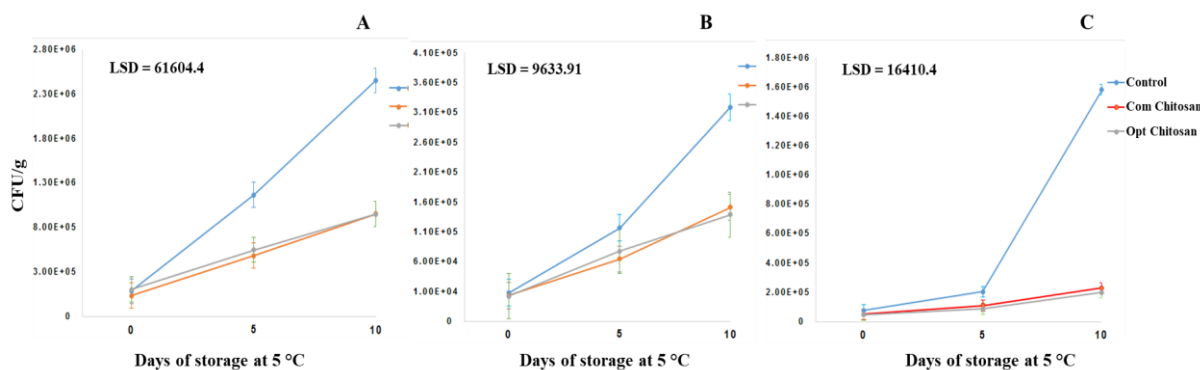 A
2.80E+06
2.30E+06
1.80E+06
1.30E+06
8.00E+05
3.00E+05
0
LSD = 61604.4
CFU/g
0 5 10
Days of storage at 5 °C
B
4.10E+05
3.60E+05
3.10E+05
2.60E+05
2.10E+05
1.60E+05
1.10E+05
6.00E+04
1.00E+04
0
LSD = 9633.91
0 5 10
Days of storage at 5 °C
C
1.80E+06
1.60E+06
1.40E+06
1.20E+06
1.00E+06
8.00E+05
6.00E+05
4.00E+05
2.00E+05
0
LSD = 16410.4
Control
Com Chitosan
Opt Chitosan
0 5 10
Days of storage at 5 °C